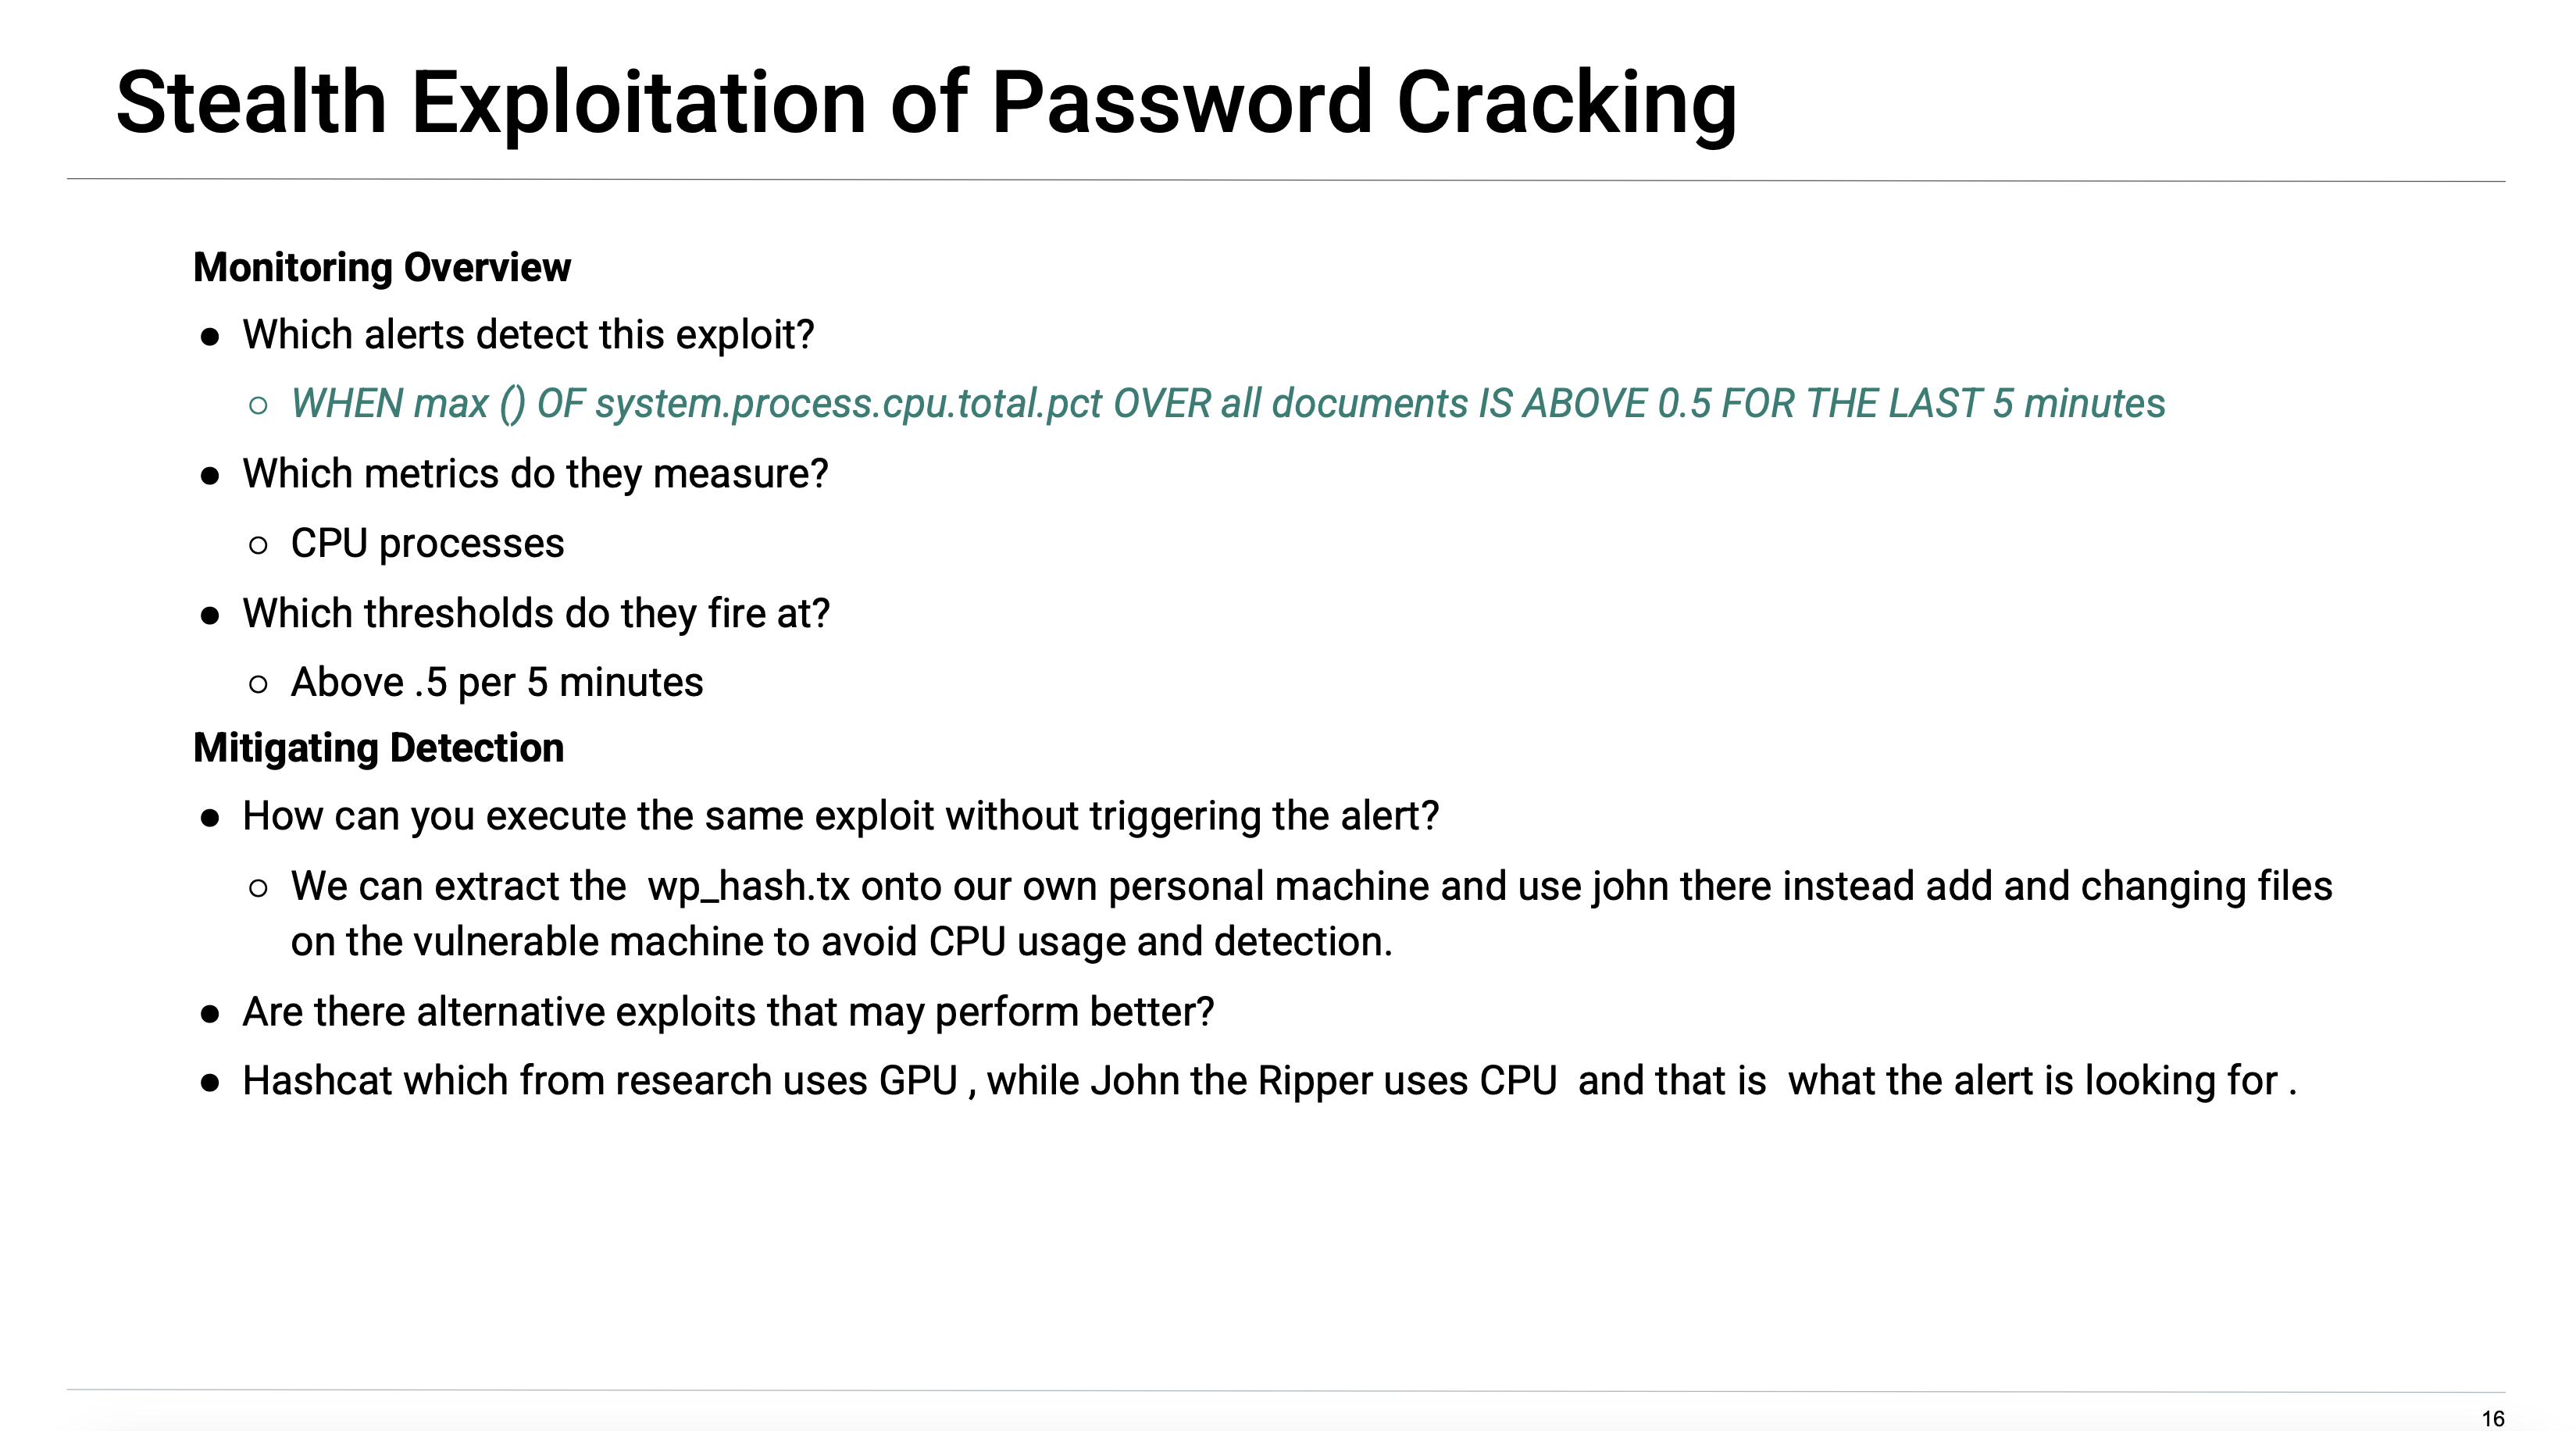 Stealth Exploitation of Password Cracking
Monitoring Overview
● Which alerts detect this exploit?
○ WHEN max () OF system.process.cpu.total.pct OVER all documents IS ABOVE 0.5 FOR THE LAST 5 minutes
● Which metrics do they measure?
○ CPU processes
● Which thresholds do they fire at?
○ Above .5 per 5 minutes
Mitigating Detection
● How can you execute the same exploit without triggering the alert?
○ We can extract the  wp_hash.tx onto our own personal machine and use john there instead add and changing files
on the vulnerable machine to avoid CPU usage and detection.
● Are there alternative exploits that may perform better?
● Hashcat which from research uses GPU , while John the Ripper uses CPU  and that is  what the alert is looking for .
16